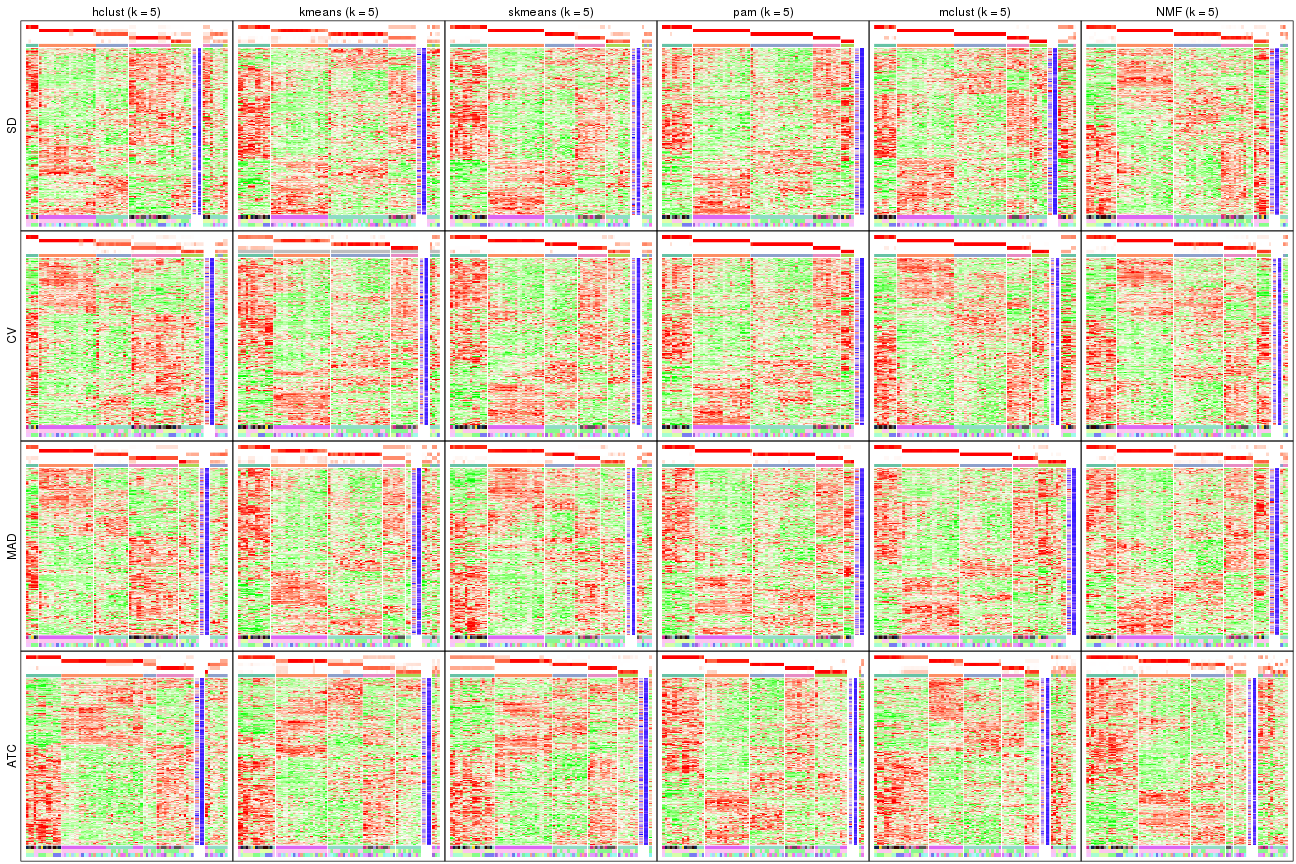 hclust (k = 5) kmeans (k = 5) skmeans (k = 5) pam (k = 5) mclust (k = 5) NMF (k = 5)
SD
CV
MAD
ATC